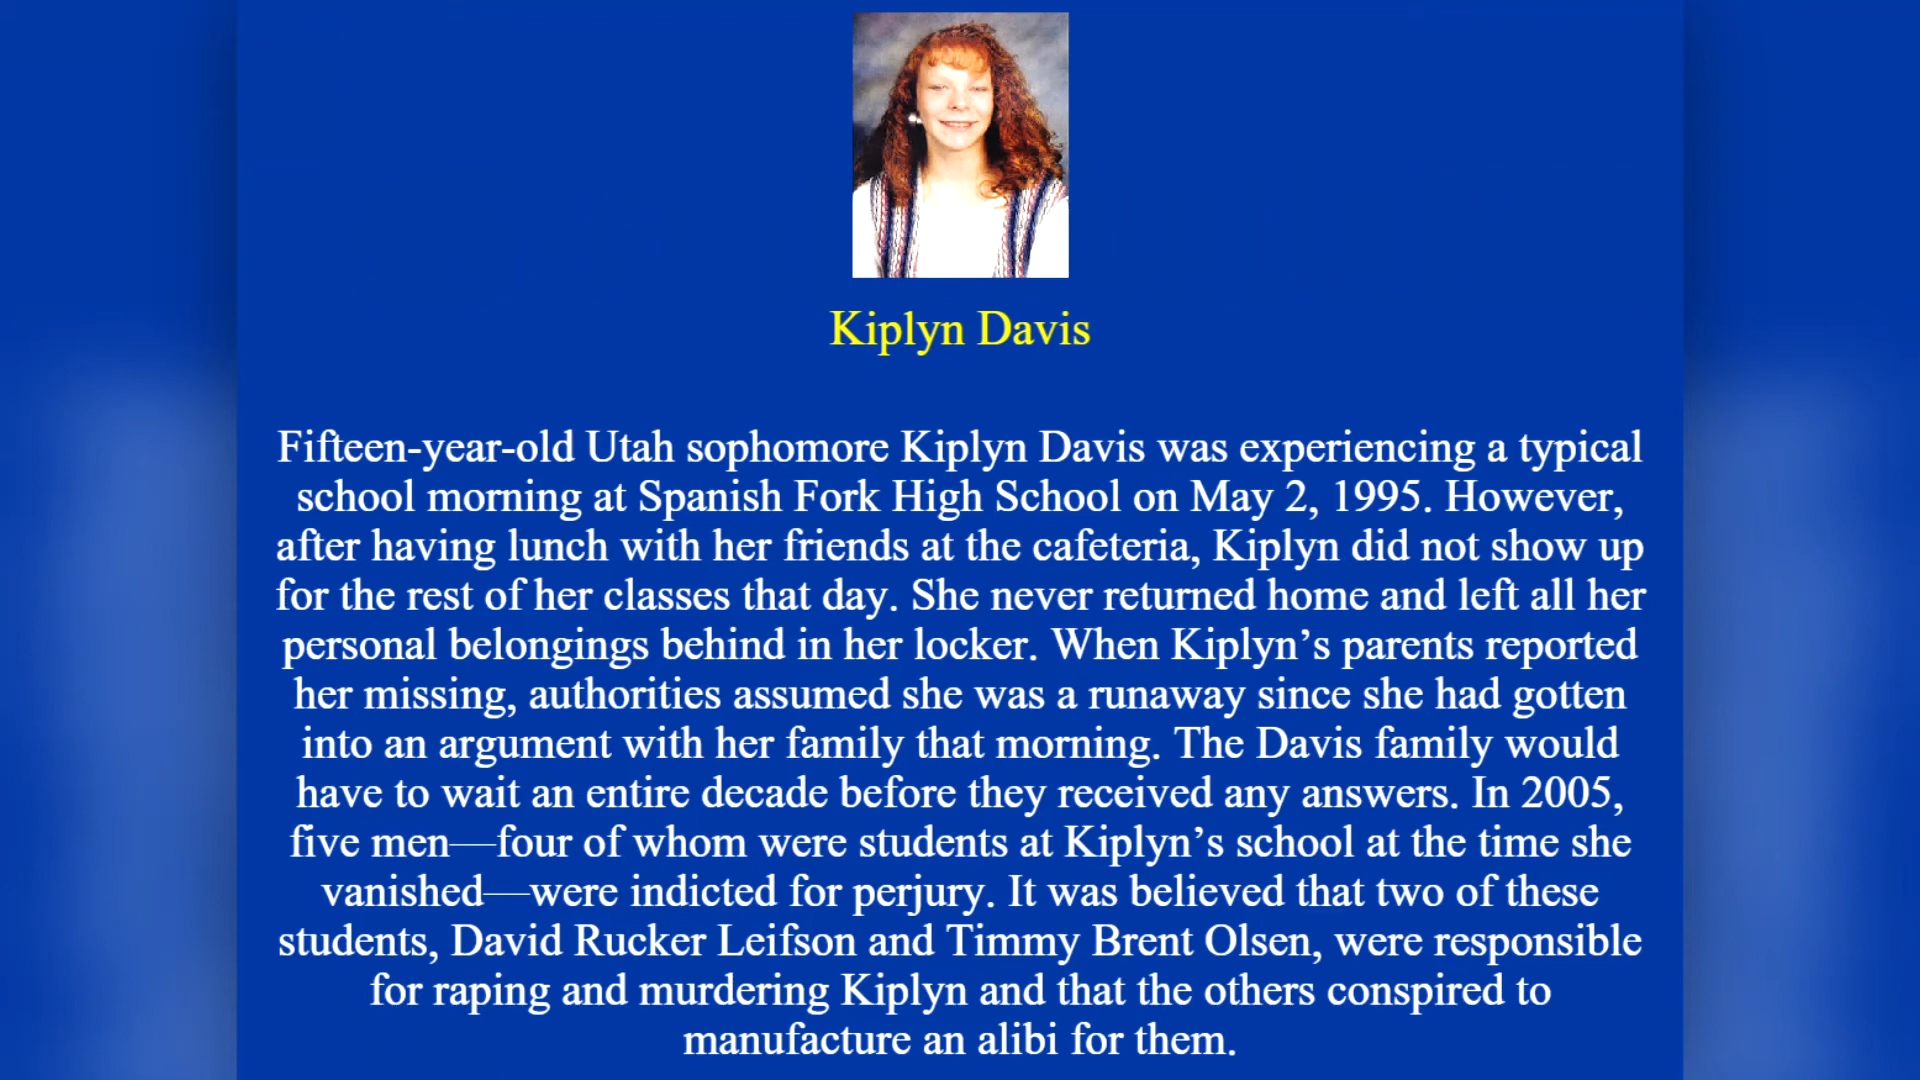 Kiplyn Davis
Fifteen-year-old Utah sophomore Kiplyn Davis was experiencing a typical
school morning at Spanish Fork High School on May 2, 1995. However,
after having lunch with her friends at the cafeteria, Kiplyn did not show up
for the rest of her classes that day. She never returned home and left all her
personal belongings behind in her locker. When Kiplyn’s parents reported
her missing, authorities assumed she was a runaway since she had gotten
into an argument with her family that morning. The Davis family would
have to wait an entire decade before they received any answers. In 2005,
five men—four of whom were students at Kiplyn’s school at the time she
vanished—were indicted for perjury. It was believed that two of these
students, David Rucker Leifson and Timmy Brent Olsen, were responsible
for raping and murdering Kiplyn and that the others conspired to
manufacture an alibi for them.